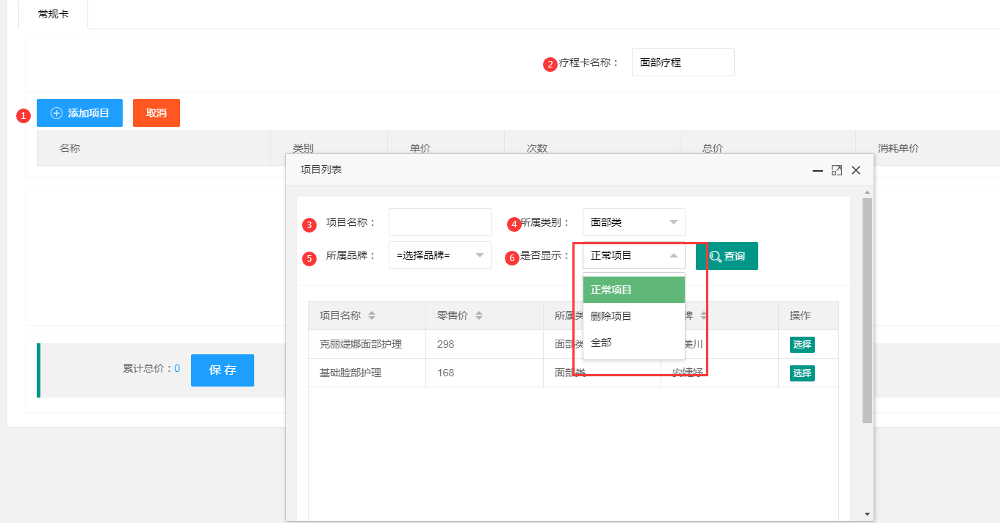 常规卡
2 疗程卡名称： 面部疗程
1 添加项目 取消
名称 类别 单价 次数 总价 消耗单价
项目列表
3 项目名称： 4 所属类别： 面部类
5 所属品牌： =选择品牌= 6 是否显示： 正常项目 查询
正常项目
删除项目
全部
项目名称 零售价 所属类 牌 操作
克丽缇娜面部护理 298 面部类 美川 选择
基础脸部护理 168 面部类 安婕妤 选择
累计总价：0 保 存